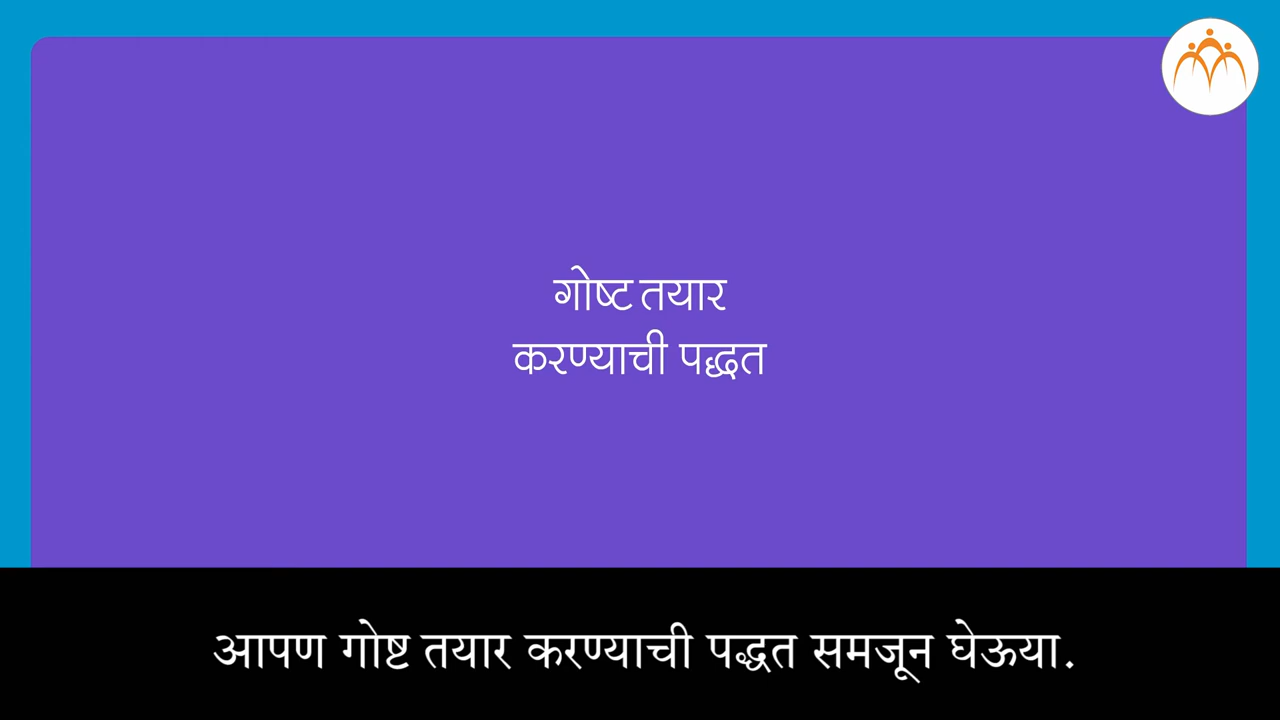 गोष्ट तयार
करण्याची पद्धत
आपण गोष्ट तयार करण्याची पद्धत समजून घेऊया.